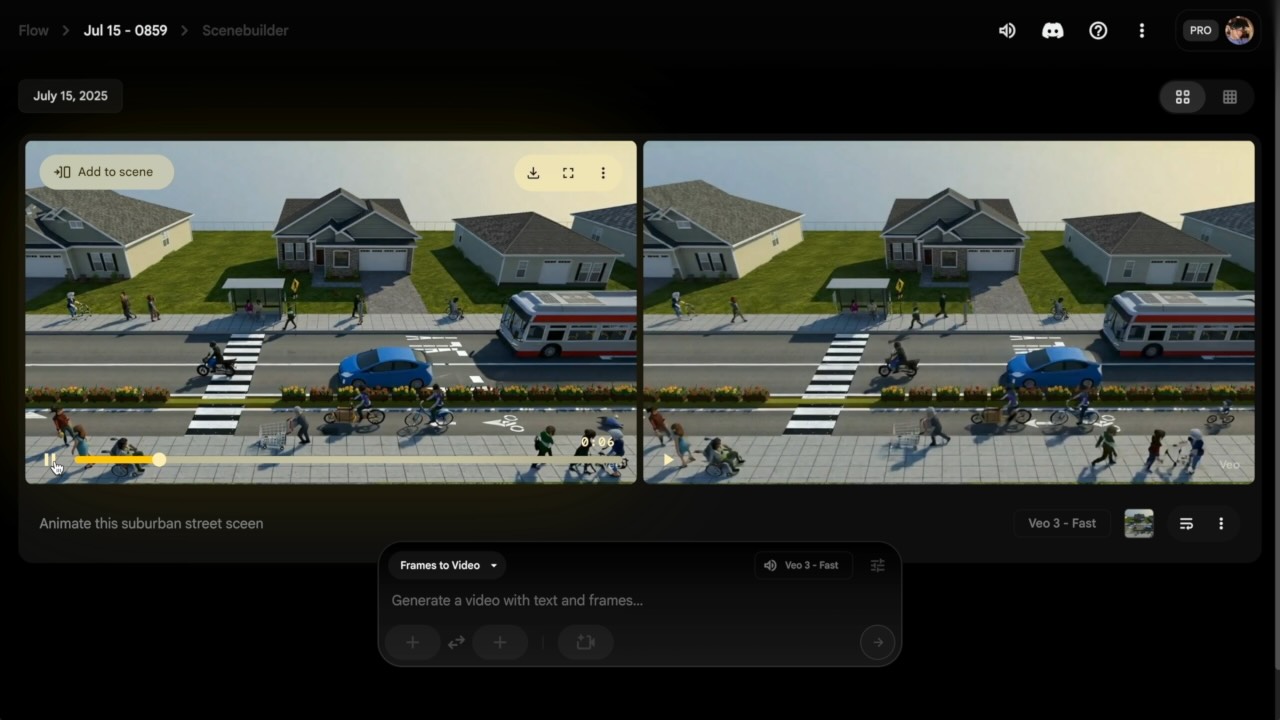 Flow
Jul 15 - 0859
Scenebuilder
PRO
July 15, 2025
Add to scene
0:06
Veo
Animate this suburban street sceen
Veo 3 - Fast
Frames to Video
Veo 3 - Fast
Generate a video with text and frames...